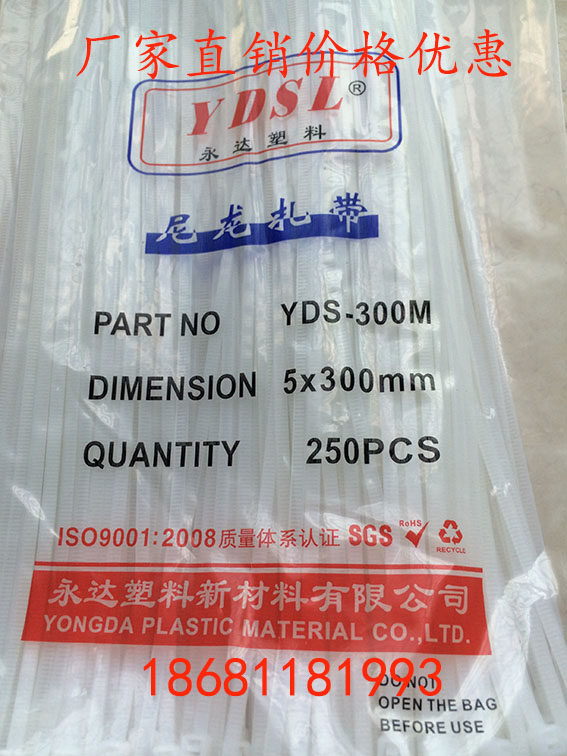 厂家直销价格优惠
YDSL®
永达塑料
尼龙扎带
PART NO YDS-300M
DIMENSION 5x300mm
QUANTITY 250PCS
ISO9001:2008质量体系认证 SGS RoHS
RECYCLE
永达塑料新材料有限公司
YONGDA PLASTIC MATERIAL CO.,LTD.
18681181993
DO NOT
OPEN THE BAG
BEFORE USE